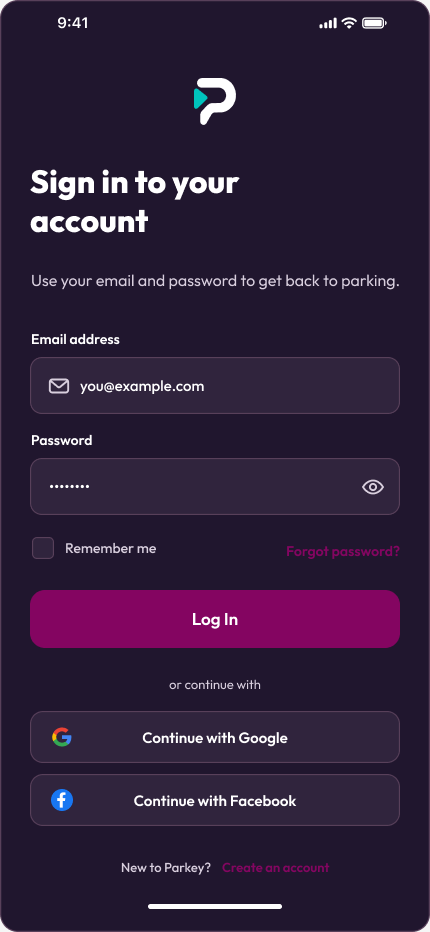 9:41
Sign in to your
account
Use your email and password to get back to parking.
Email address
you@example.com
Password
••••••••
Remember me
Forgot password?
Log In
or continue with
Continue with Google
Continue with Facebook
New to Parkey? Create an account